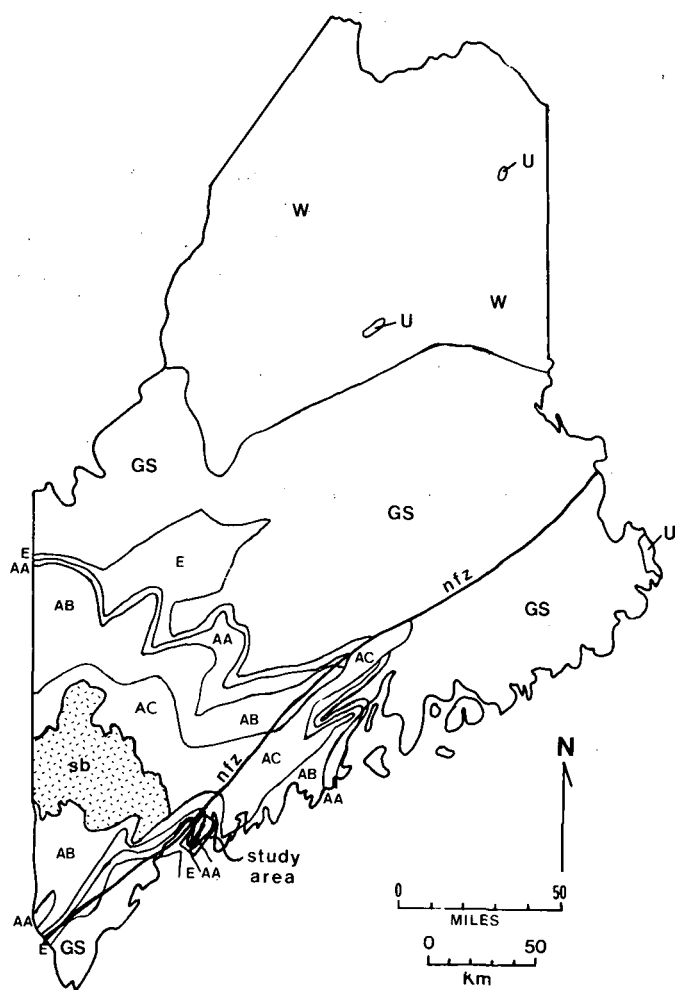 U
W
W
U
GS
GS
U
E
AA
E
nfz
GS
AB
AA
AC
AC
AB
nfz
AC
sb
AB
AA
N
AB
study
area
E AA
AA
E
GS
0 50
MILES
0 50
Km